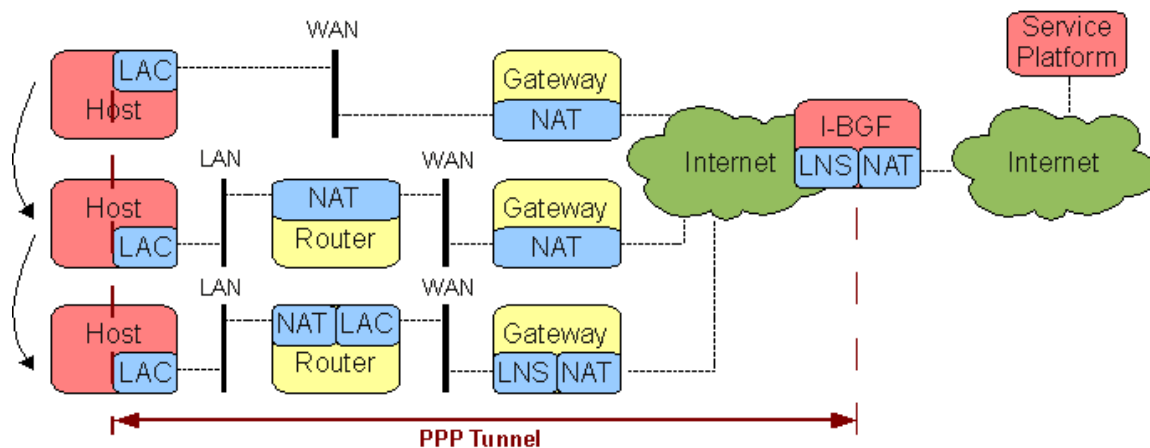 WAN
LAC
Host
Gateway
NAT
Service
Platform
Internet
I-BGF
LNS NAT
Internet
LAN
WAN
Host
LAC
NAT
Router
Gateway
NAT
LAN
WAN
Host
LAC
NAT LAC
Router
Gateway
LNS NAT
PPP Tunnel